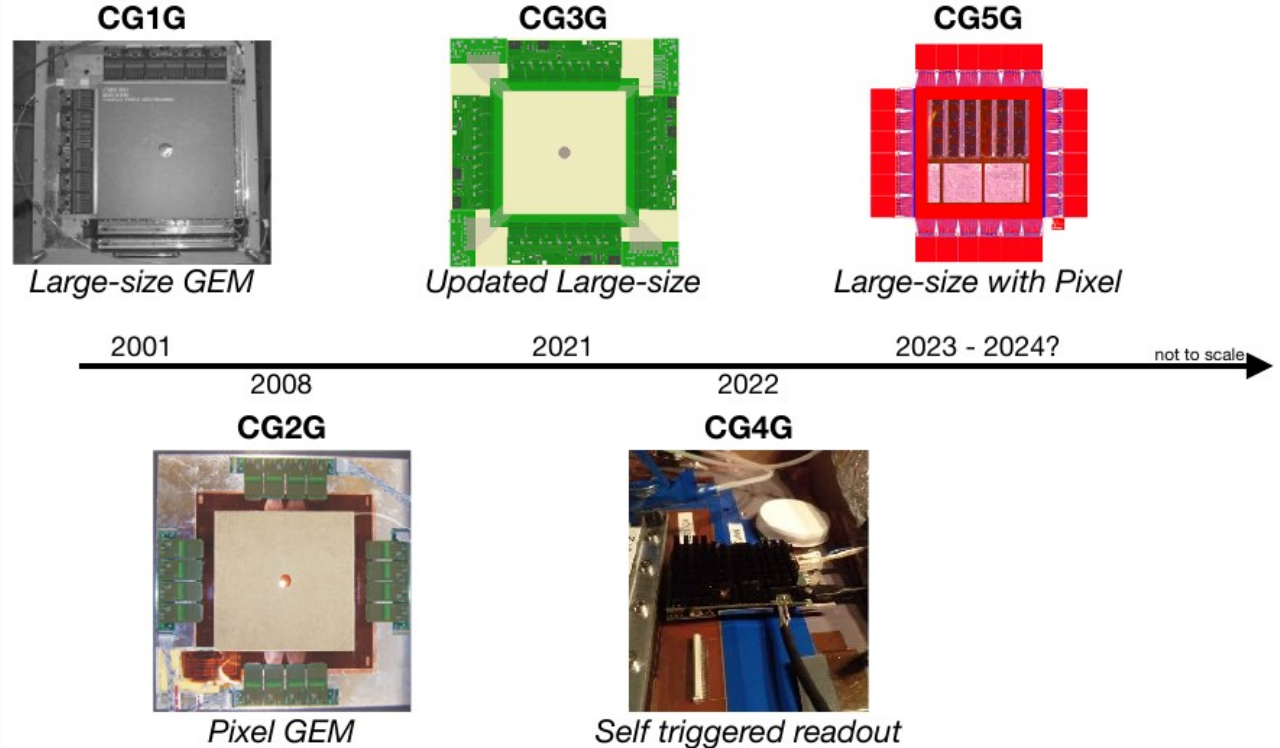 CG1G
CG3G
CG5G
Large-size GEM
Updated Large-size
Large-size with Pixel
2001
2021
2023 - 2024?
not to scale
2008
2022
CG2G
CG4G
Pixel GEM
Self triggered readout